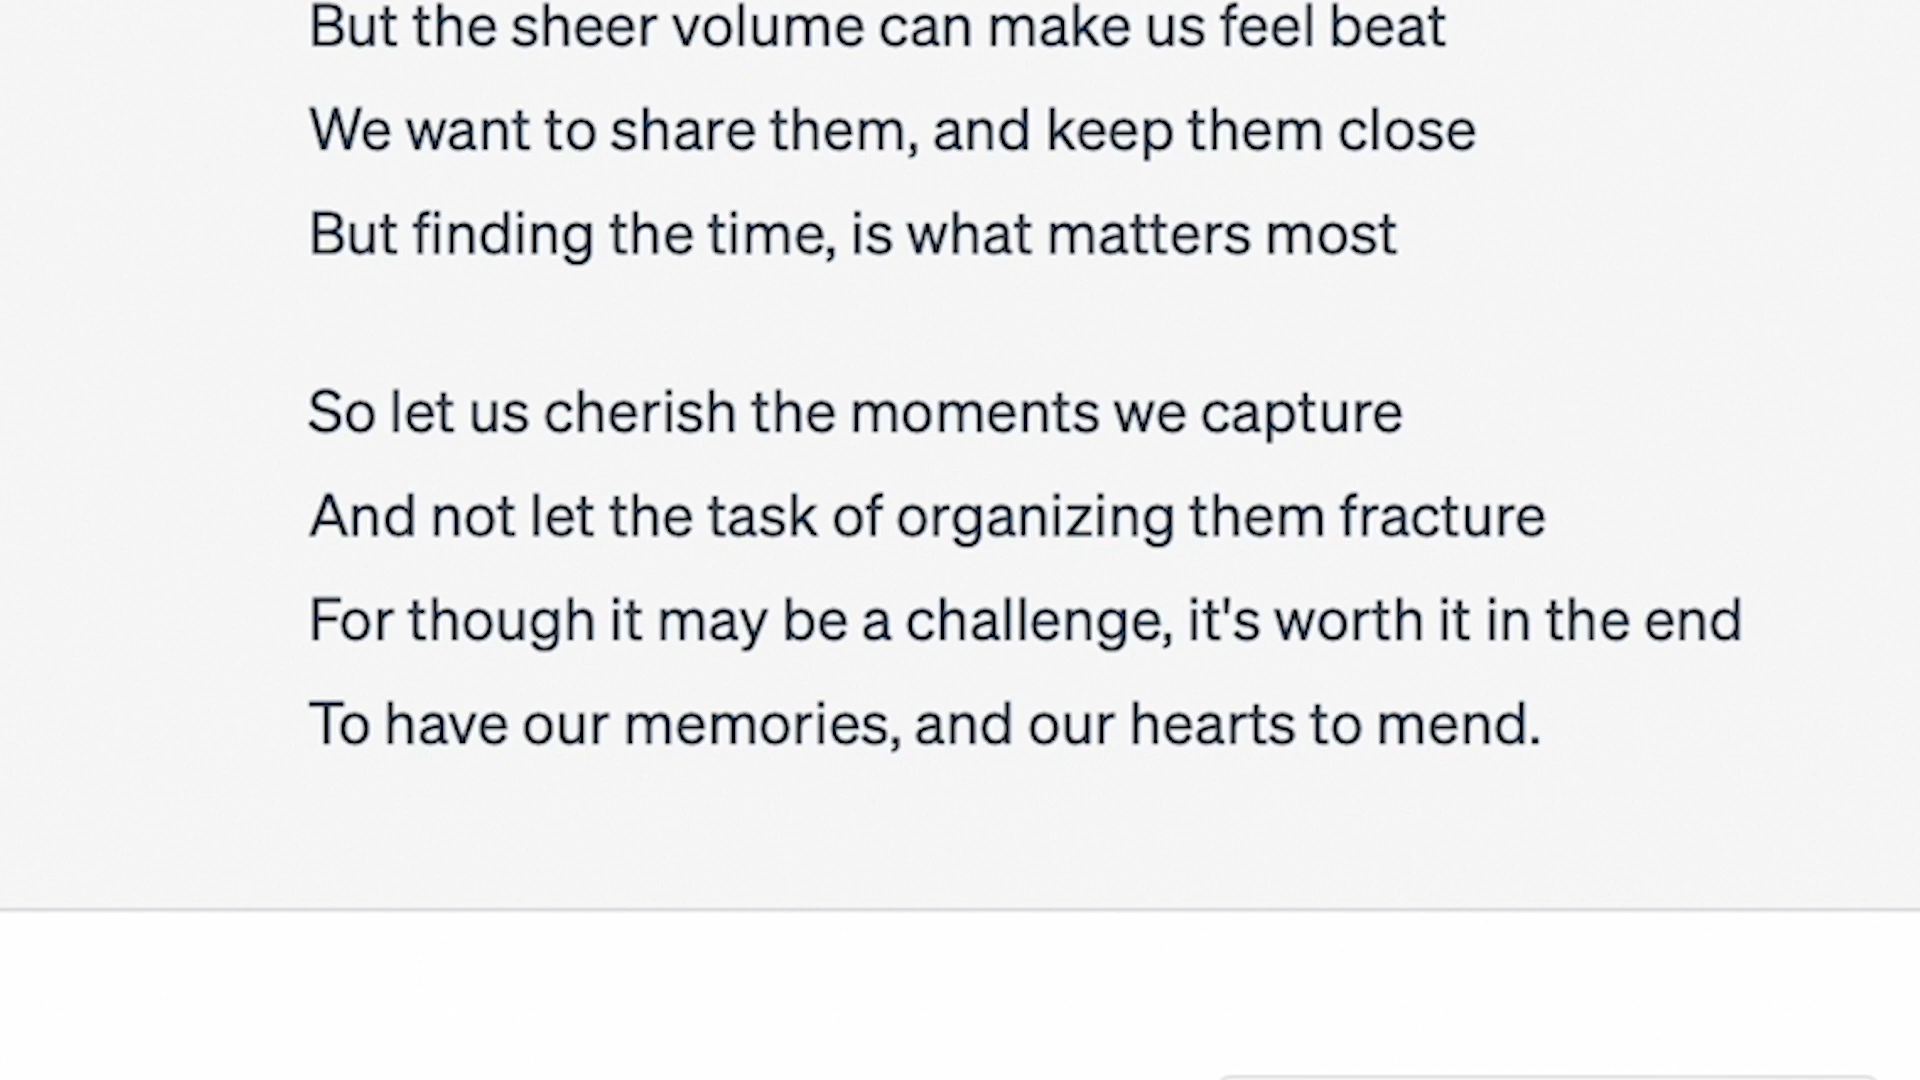 But the sheer volume can make us feel beat
We want to share them, and keep them close
But finding the time, is what matters most
So let us cherish the moments we capture
And not let the task of organizing them fracture
For though it may be a challenge, it's worth it in the end
To have our memories, and our hearts to mend.